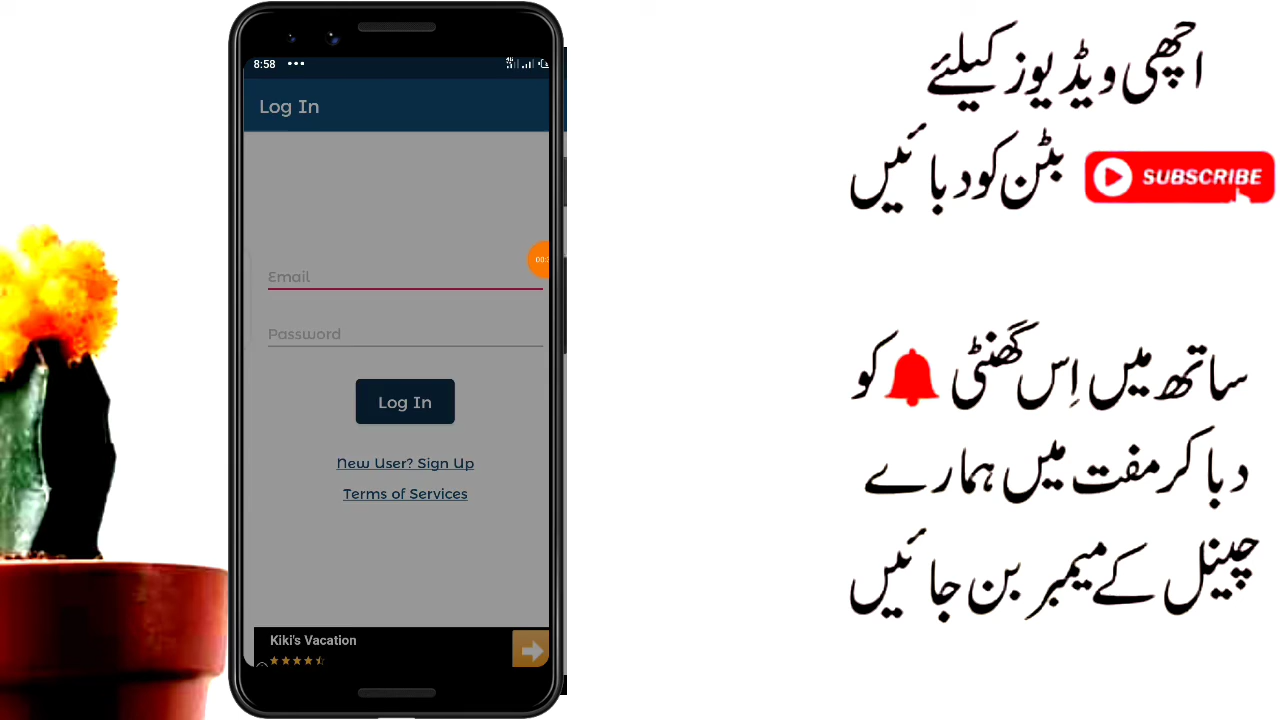 8:58
Log In
Email
00:
Password
Log In
New User? Sign Up
Terms of Services
Kiki's Vacation
اچھی ویڈیوز کیلئے
SUBSCRIBE بٹن کو دبائیں
ساتھ میں اِس گھنٹی کو
دبا کر مفت میں ہمارے
چینل کے میمبر بن جائیں